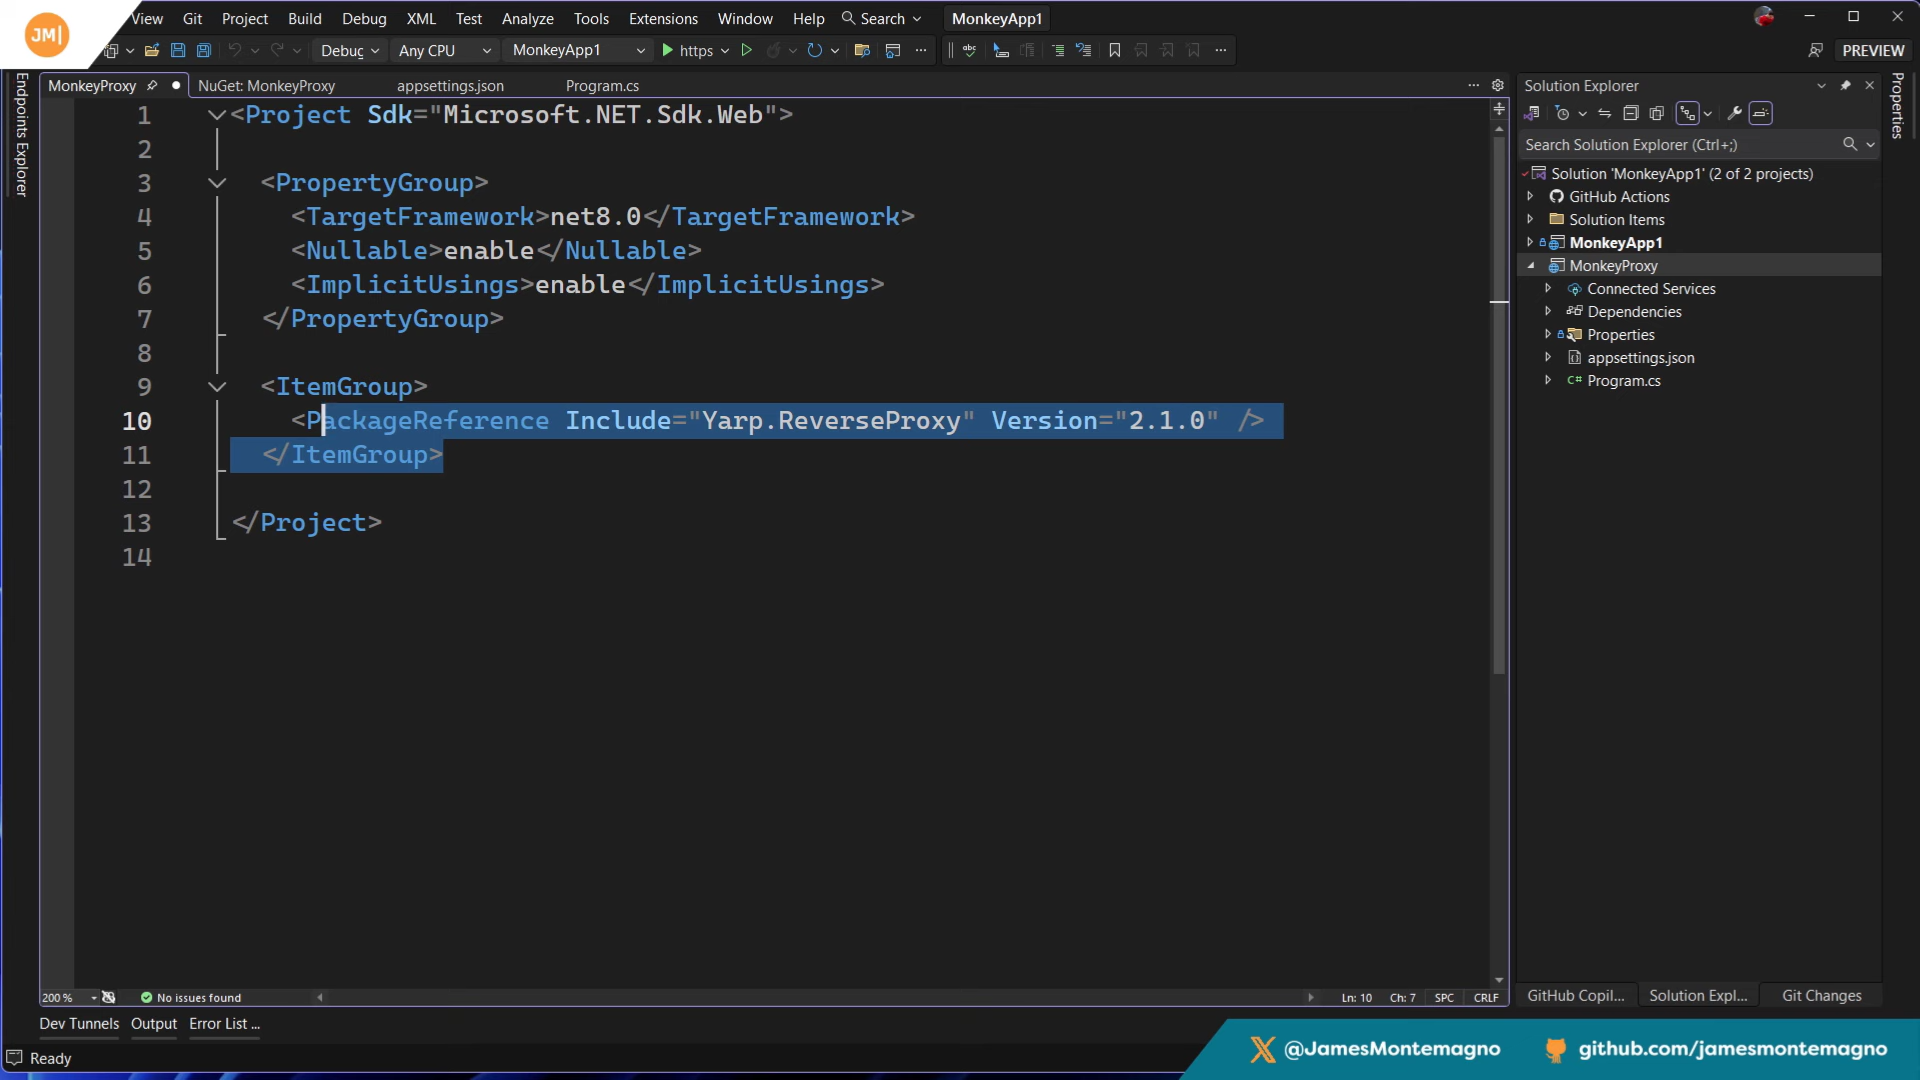 JM|
View Git Project Build Debug XML Test Analyze Tools Extensions Window Help Search MonkeyApp1
Debug Any CPU MonkeyApp1 https PREVIEW
Endpoints Explorer
MonkeyProxy NuGet: MonkeyProxy appsettings.json Program.cs
1 <Project Sdk="Microsoft.NET.Sdk.Web">
2
3 <PropertyGroup>
4 <TargetFramework>net8.0</TargetFramework>
5 <Nullable>enable</Nullable>
6 <ImplicitUsings>enable</ImplicitUsings>
7 </PropertyGroup>
8
9 <ItemGroup>
10 <PackageReference Include="Yarp.ReverseProxy" Version="2.1.0" />
11 </ItemGroup>
12
13 </Project>
14
Solution Explorer
Search Solution Explorer (Ctrl+;)
Solution 'MonkeyApp1' (2 of 2 projects)
GitHub Actions
Solution Items
MonkeyApp1
MonkeyProxy
Connected Services
Dependencies
Properties
appsettings.json
C# Program.cs
Properties
200 % No issues found Ln: 10 Ch: 7 SPC CRLF
GitHub Copil... Solution Expl... Git Changes
Dev Tunnels Output Error List ...
Ready
@JamesMontemagno github.com/jamesmontemagno